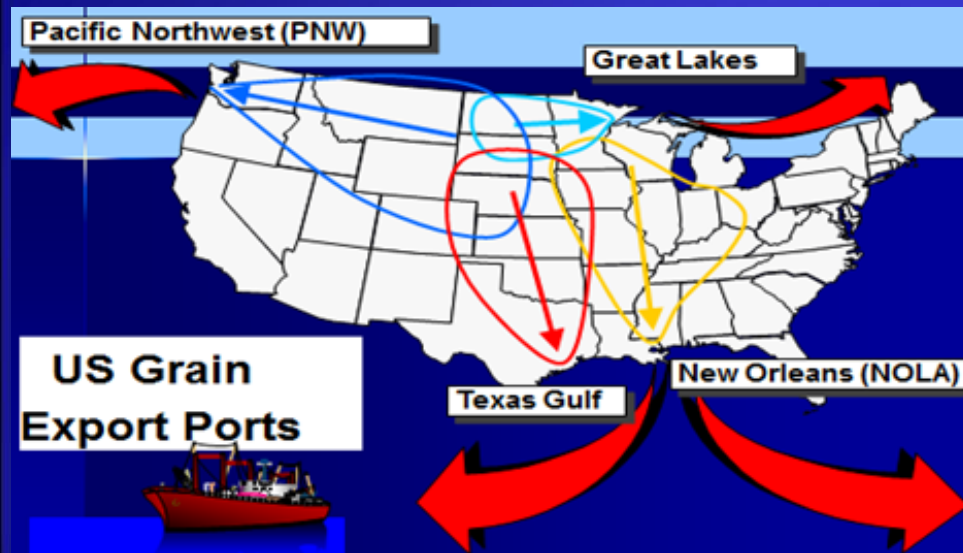 Pacific Northwest (PNW)
Great Lakes
US Grain
Export Ports
Texas Gulf
New Orleans (NOLA)